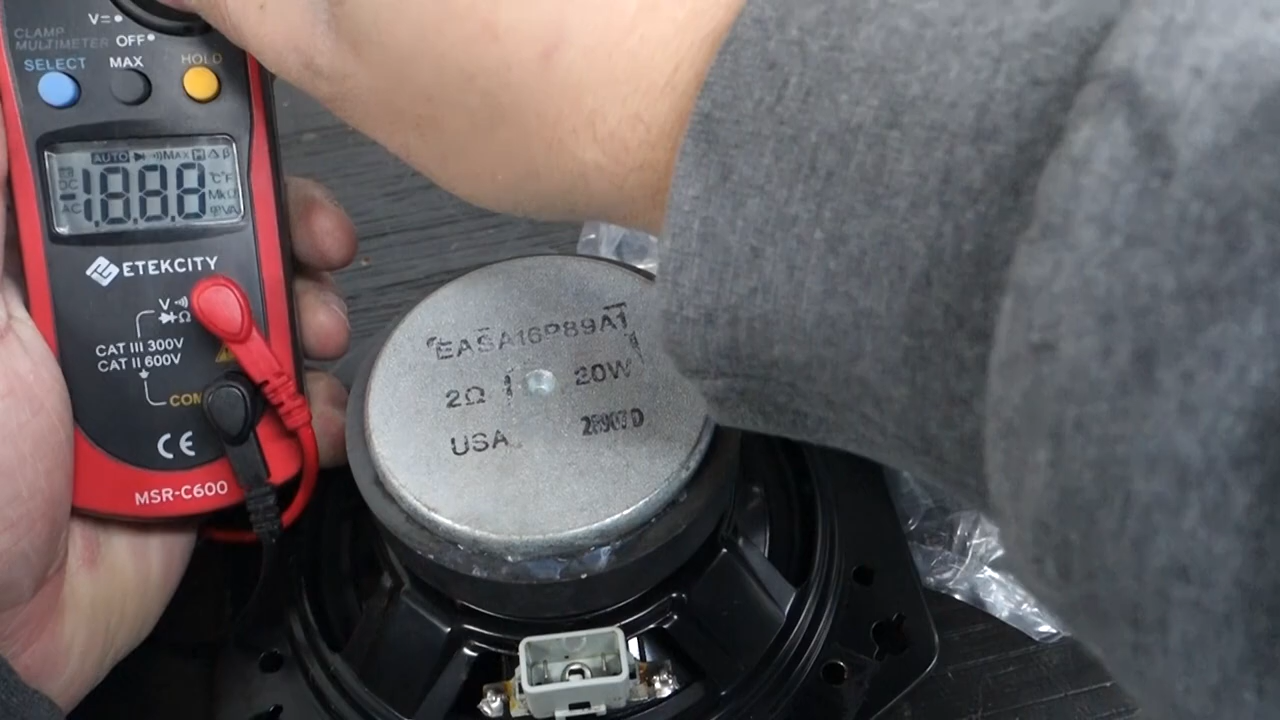 V
CLAMP
MULTIMETER
OFF
SELECT
MAX
HOLD
AUTO MAX H Δ β
DC
AC
1888
°C°F
MkΩ
ETEKCITY
V
Ω
CAT III 300V
CAT II 600V
COM
CE
MSR-C600
EASA16P89A1
2Ω
20W
USA